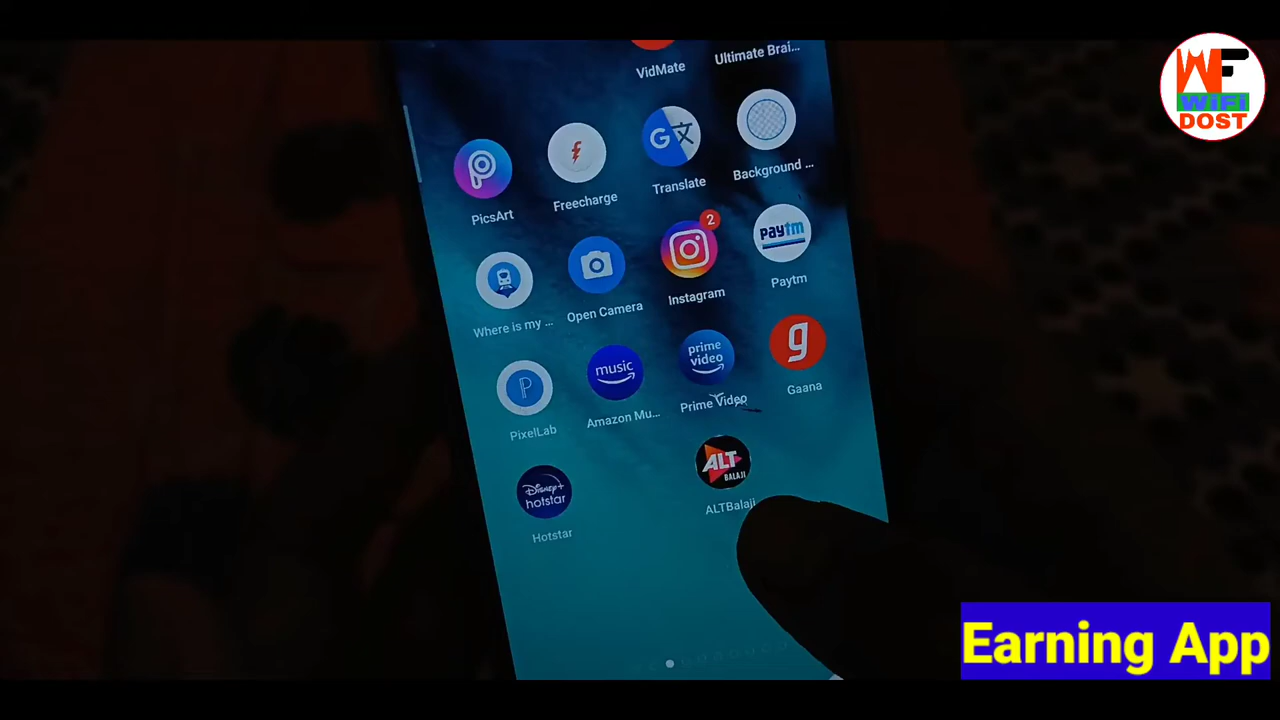 VidMate
Ultimate Brai...
PicsArt
Freecharge
Translate
Background ...
Where is my ...
Open Camera
2
Instagram
paytm
Paytm
PixelLab
music
Amazon Mu...
prime
video
Prime Video
g
Gaana
Disney+
hotstar
Hotstar
ALT
BALAJI
ALTBalaji
WF
WiFi
DOST
Earning App